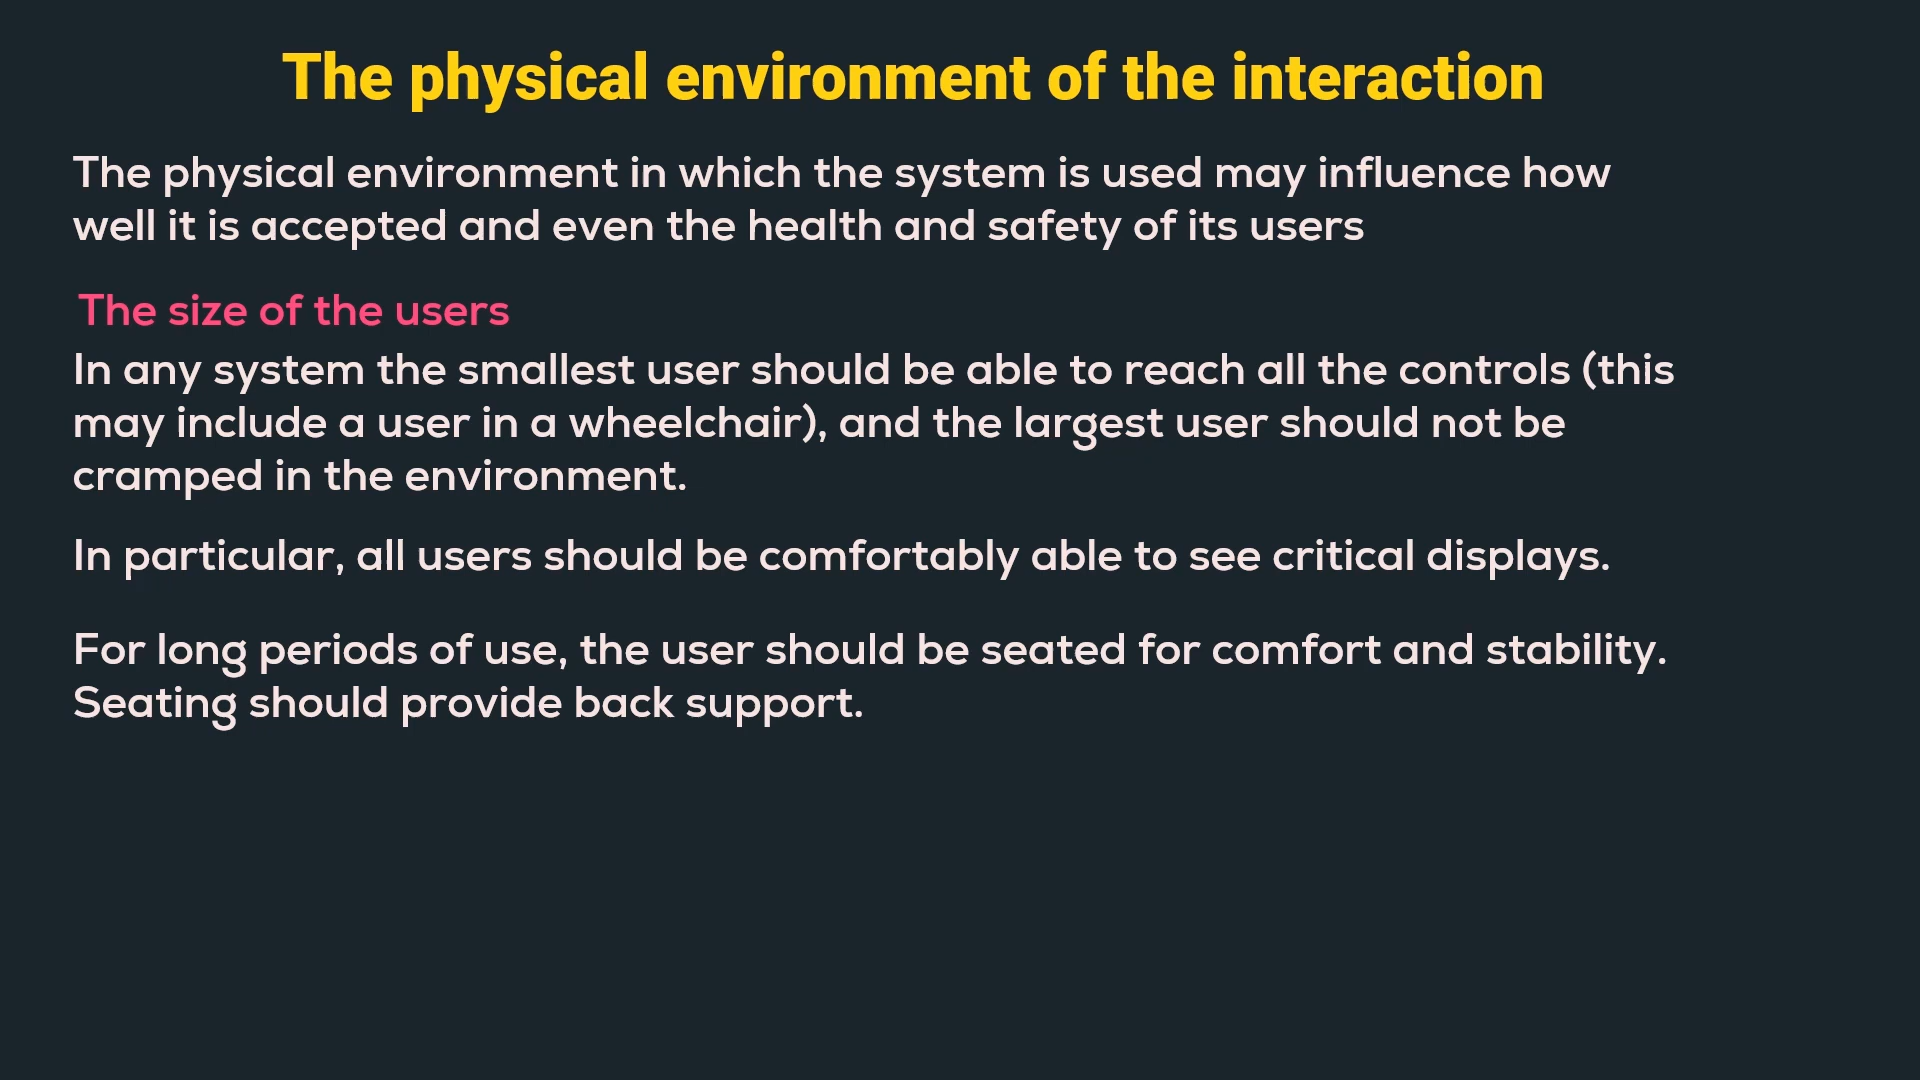 The physical environment of the interaction
The physical environment in which the system is used may influence how
well it is accepted and even the health and safety of its users
The size of the users
In any system the smallest user should be able to reach all the controls (this
may include a user in a wheelchair), and the largest user should not be
cramped in the environment.
In particular, all users should be comfortably able to see critical displays.
For long periods of use, the user should be seated for comfort and stability.
Seating should provide back support.